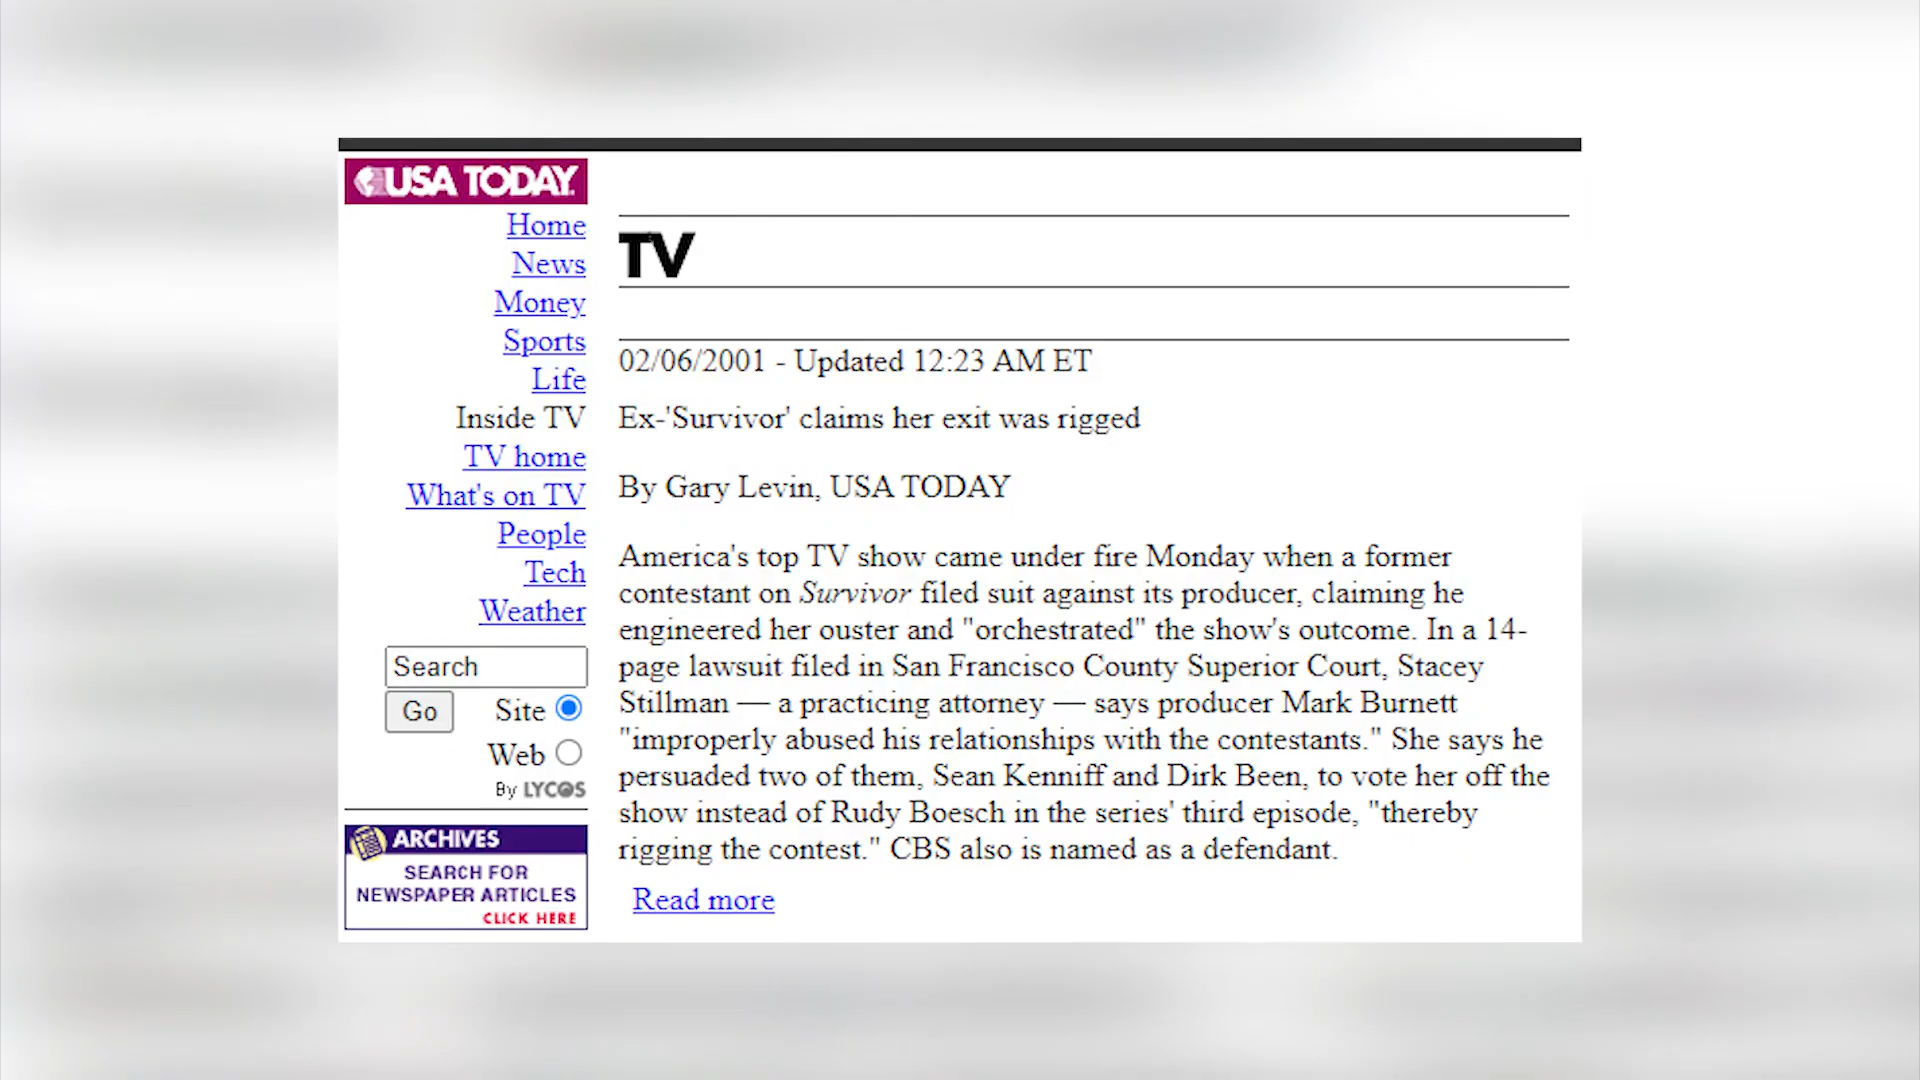 USA TODAY
Home
News
Money
Sports
Life
Inside TV
TV home
What's on TV
People
Tech
Weather
Search
Go Site
Web
By LYCOS
ARCHIVES
SEARCH FOR
NEWSPAPER ARTICLES
CLICK HERE
TV
02/06/2001 - Updated 12:23 AM ET
Ex-'Survivor' claims her exit was rigged
By Gary Levin, USA TODAY
America's top TV show came under fire Monday when a former
contestant on Survivor filed suit against its producer, claiming he
engineered her ouster and "orchestrated" the show's outcome. In a 14-
page lawsuit filed in San Francisco County Superior Court, Stacey
Stillman — a practicing attorney — says producer Mark Burnett
"improperly abused his relationships with the contestants." She says he
persuaded two of them, Sean Kenniff and Dirk Been, to vote her off the
show instead of Rudy Boesch in the series' third episode, "thereby
rigging the contest." CBS also is named as a defendant.
Read more